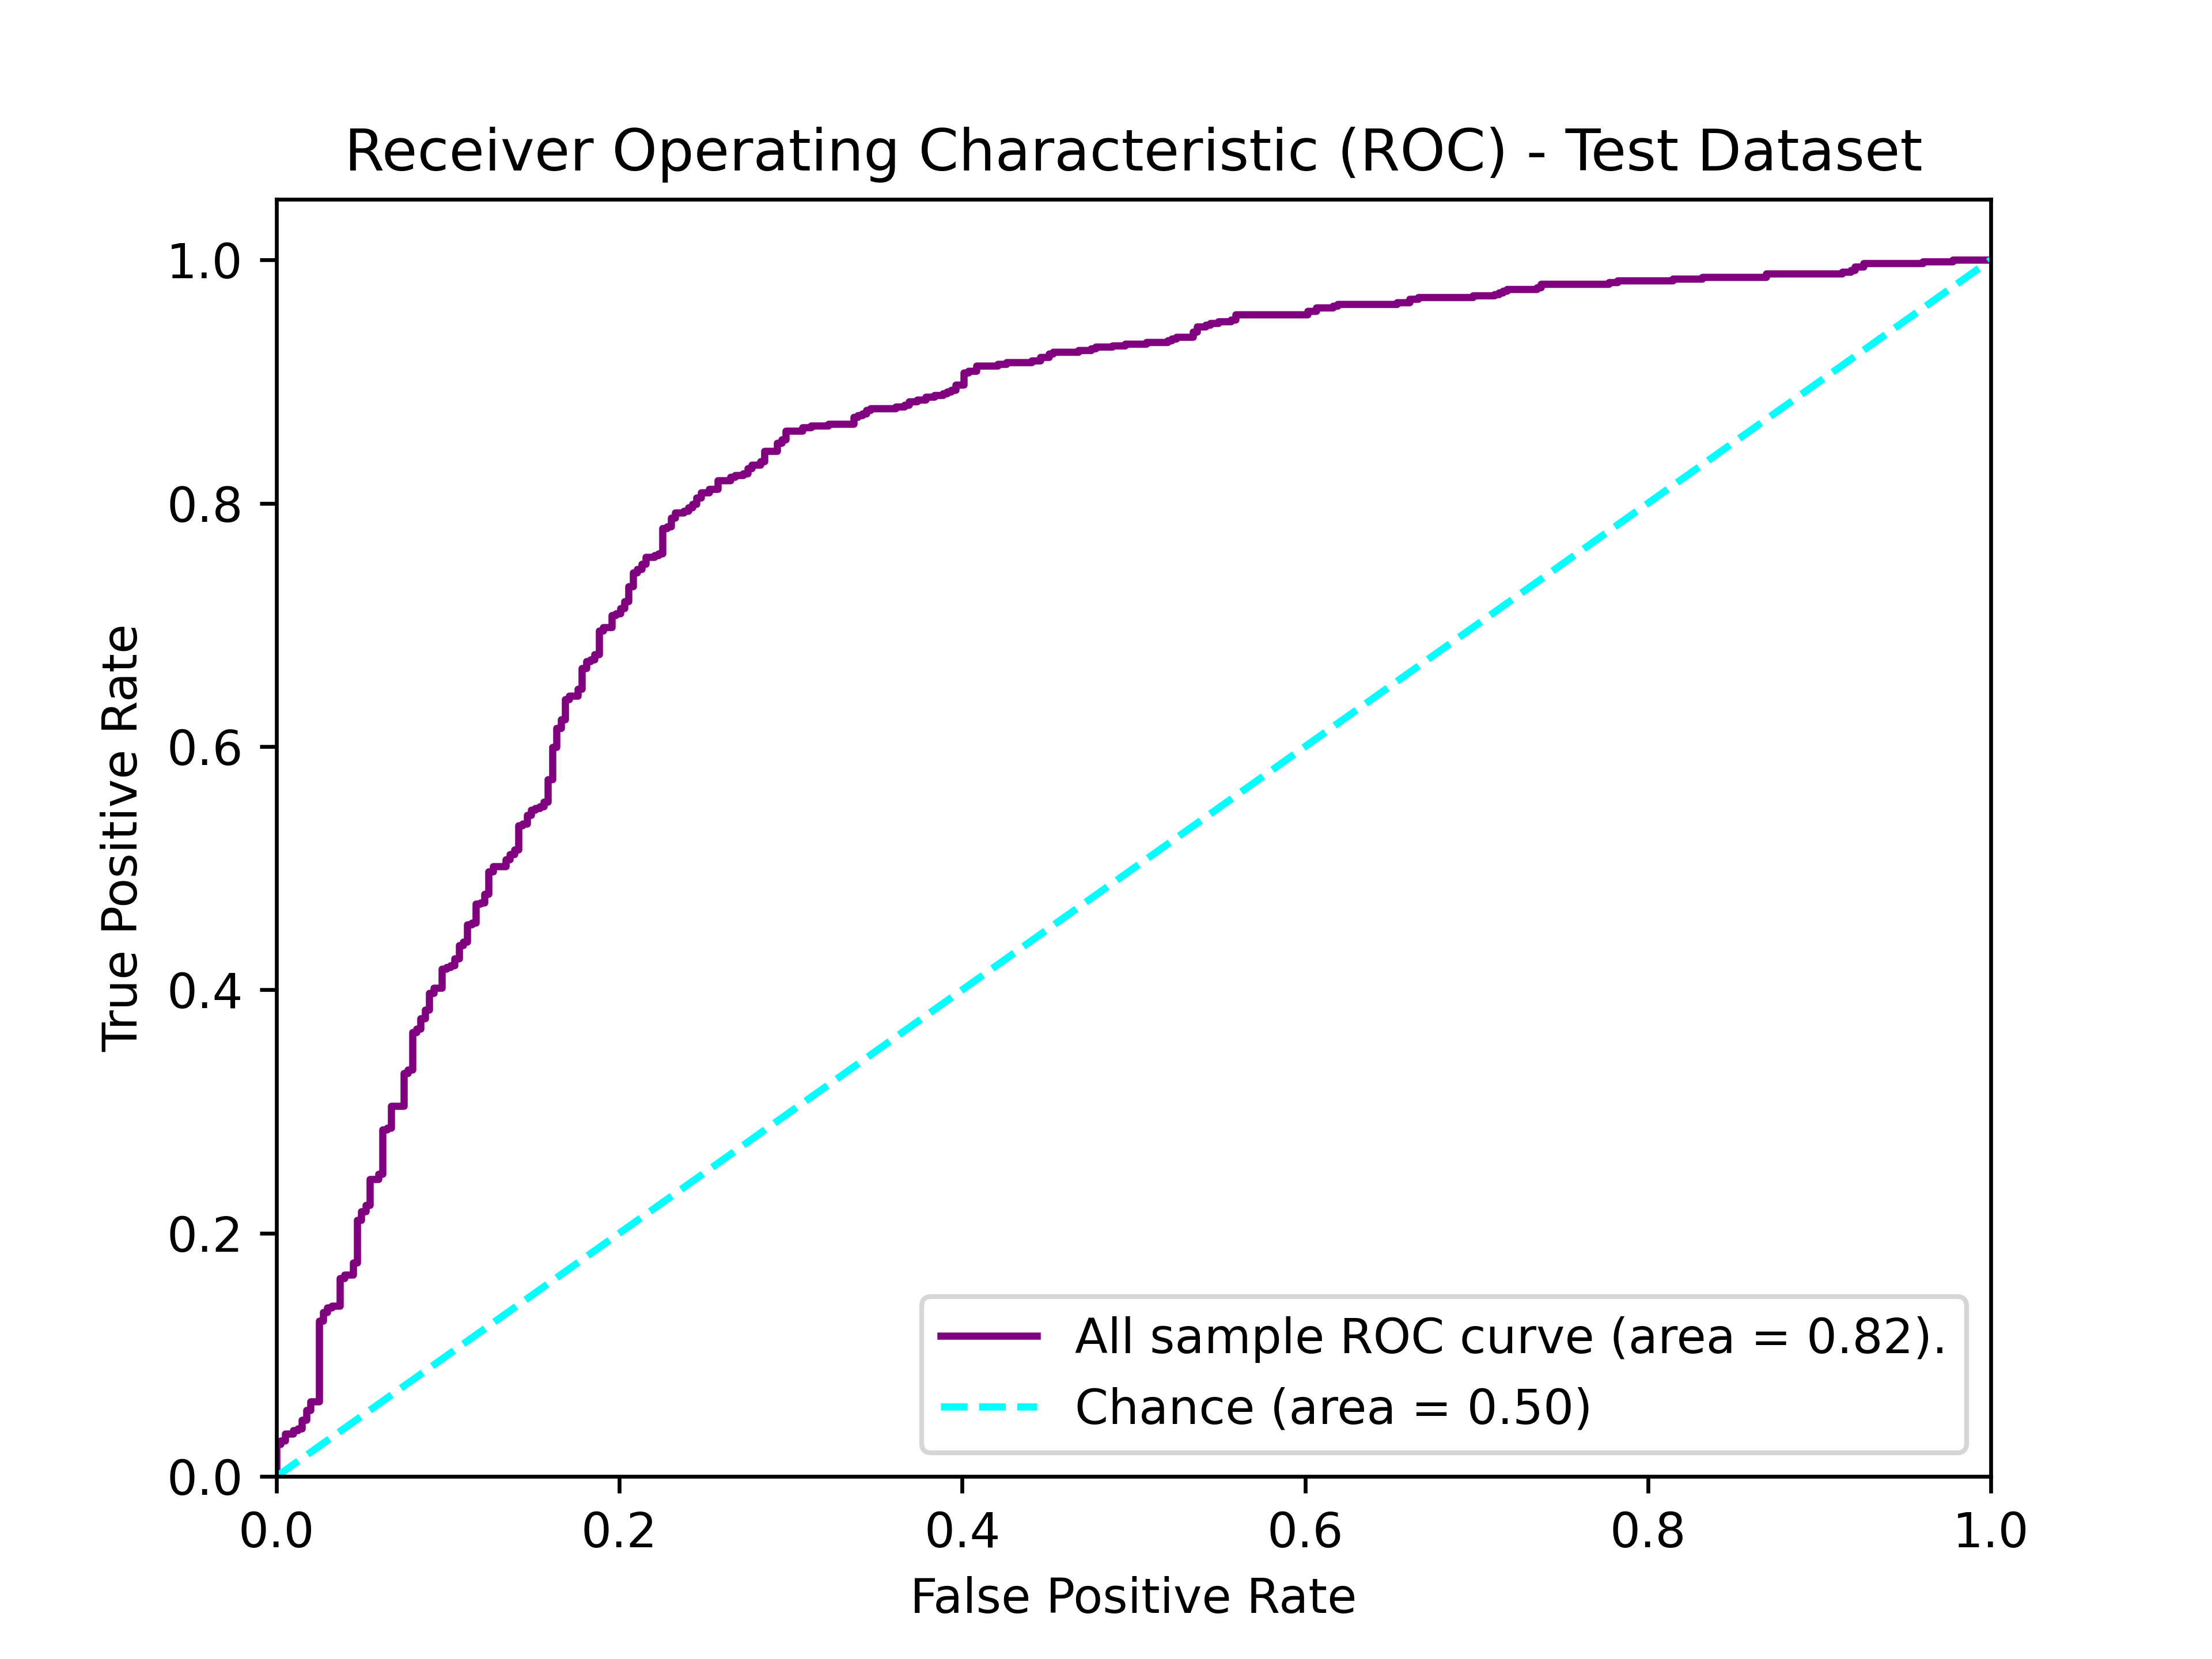 Receiver Operating Characteristic (ROC) - Test Dataset
1.0
0.8
0.6
0.4
0.2
0.0
True Positive Rate
All sample ROC curve (area = 0.82).
Chance (area = 0.50)
0.0 0.2 0.4 0.6 0.8 1.0
False Positive Rate